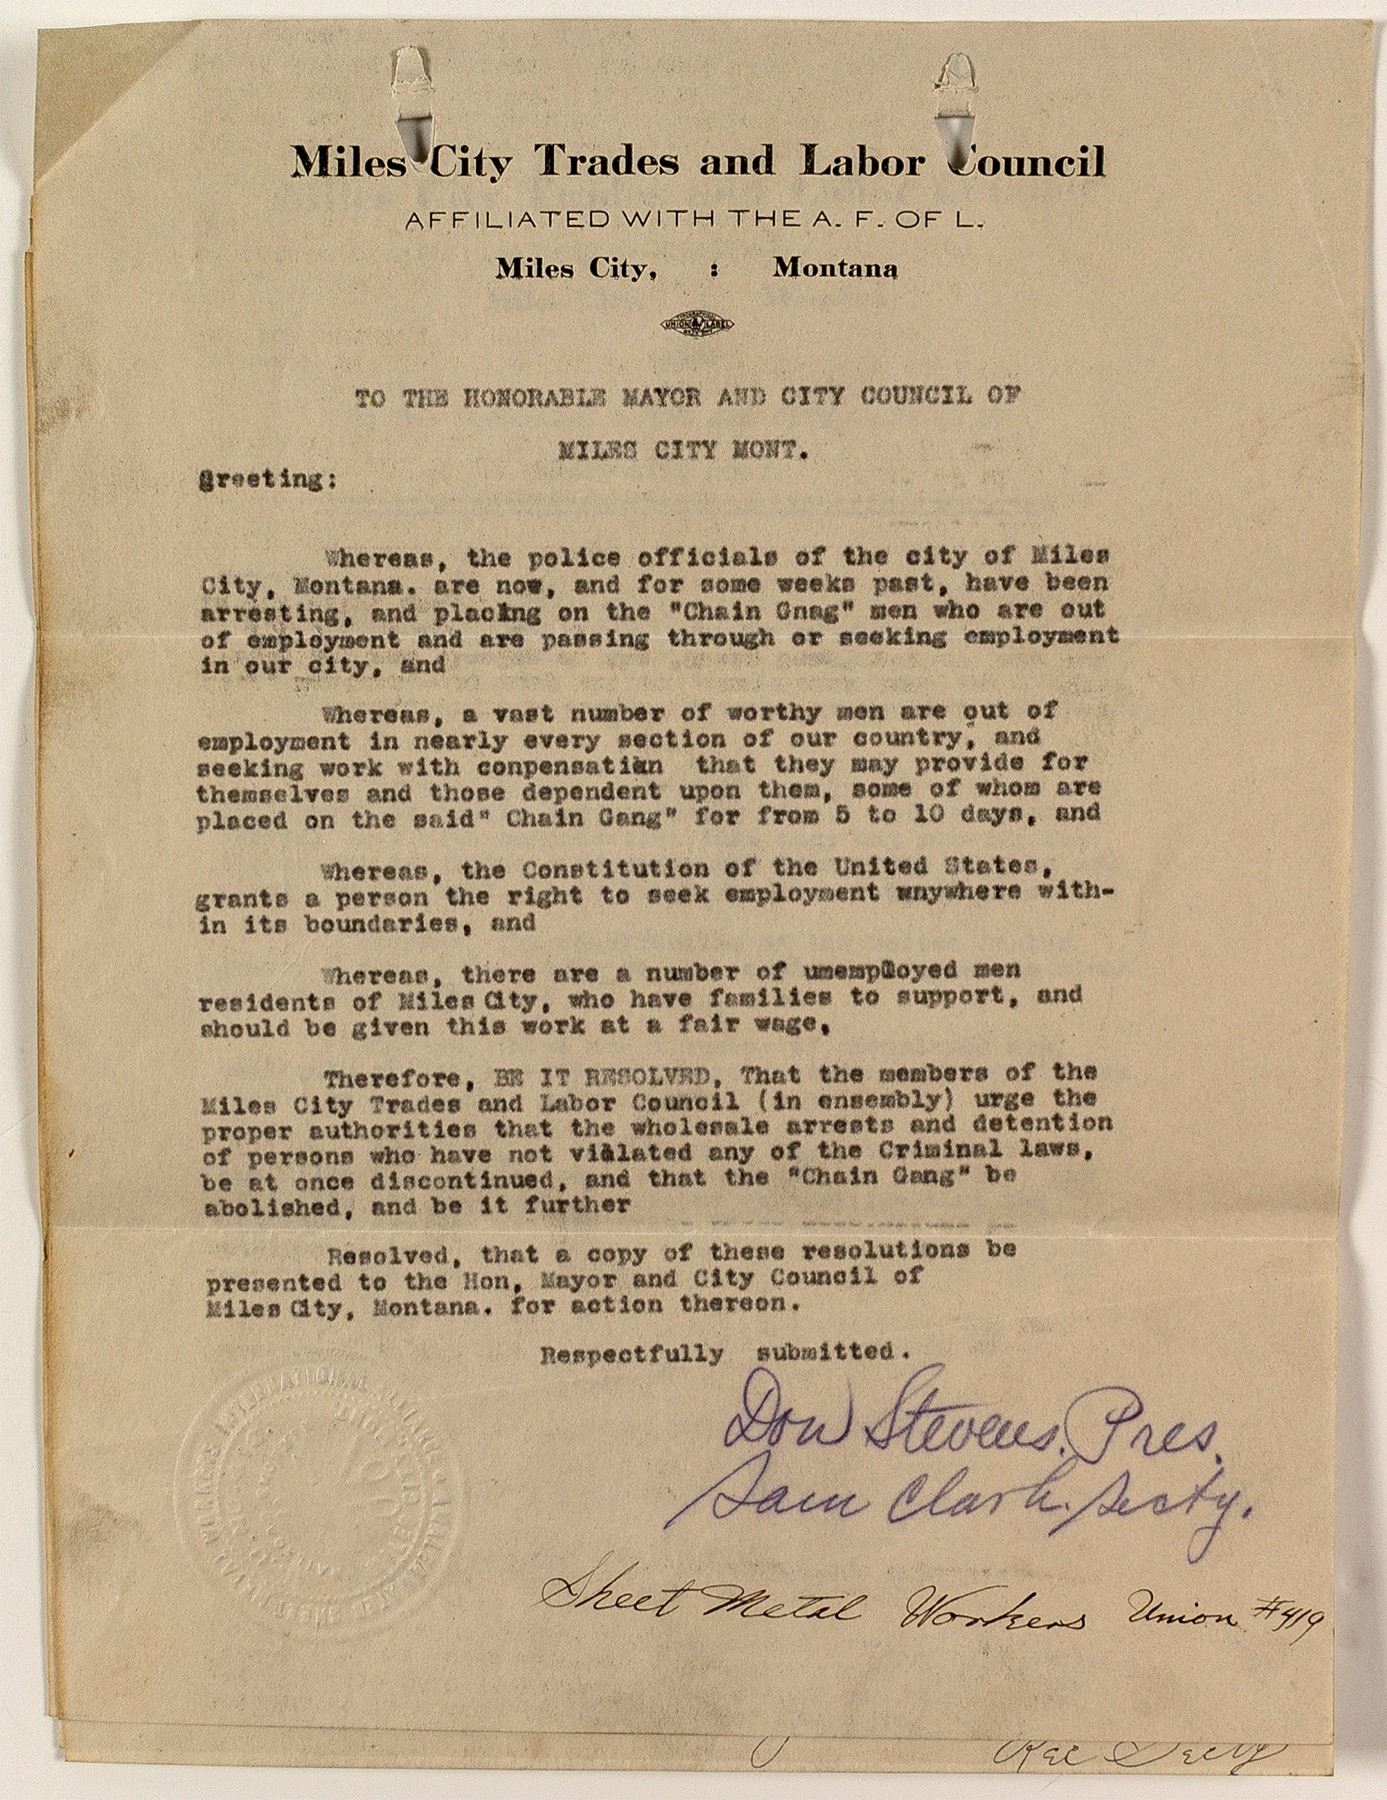 Miles City Trades and Labor Council
AFFILIATED WITH THE A. F. OF L.
Miles City, : Montana
UNION LABEL
TO THE HONORABLE MAYOR AND CITY COUNCIL OF
MILES CITY MONT.
Greeting:
Whereas, the police officials of the city of Miles
City, Montana. are now, and for some weeks past, have been
arresting, and placing on the "Chain Gnag" men who are out
of employment and are passing through or seeking employment
in our city, and
Whereas, a vast number of worthy men are out of
employment in nearly every section of our country, and
seeking work with conpensation that they may provide for
themselves and those dependent upon them, some of whom are
placed on the said" Chain Gang" for from 5 to 10 days, and
Whereas, the Constitution of the United States,
grants a person the right to seek employment anywhere with-
in its boundaries, and
Whereas, there are a number of unemployed men
residents of Miles City, who have families to support, and
should be given this work at a fair wage,
Therefore, BE IT RESOLVED, That the members of the
Miles City Trades and Labor Council (in ensembly) urge the
proper authorities that the wholesale arrests and detention
of persons who have not violated any of the Criminal laws,
be at once discontinued, and that the "Chain Gang" be
abolished, and be it further
Resolved, that a copy of these resolutions be
presented to the Hon, Mayor and City Council of
Miles City, Montana. for action thereon.
Respectfully submitted.
Don Stevens. Pres.
Sam Clark. Secty.
Sheet Metal Workers Union #419
Rec Secty